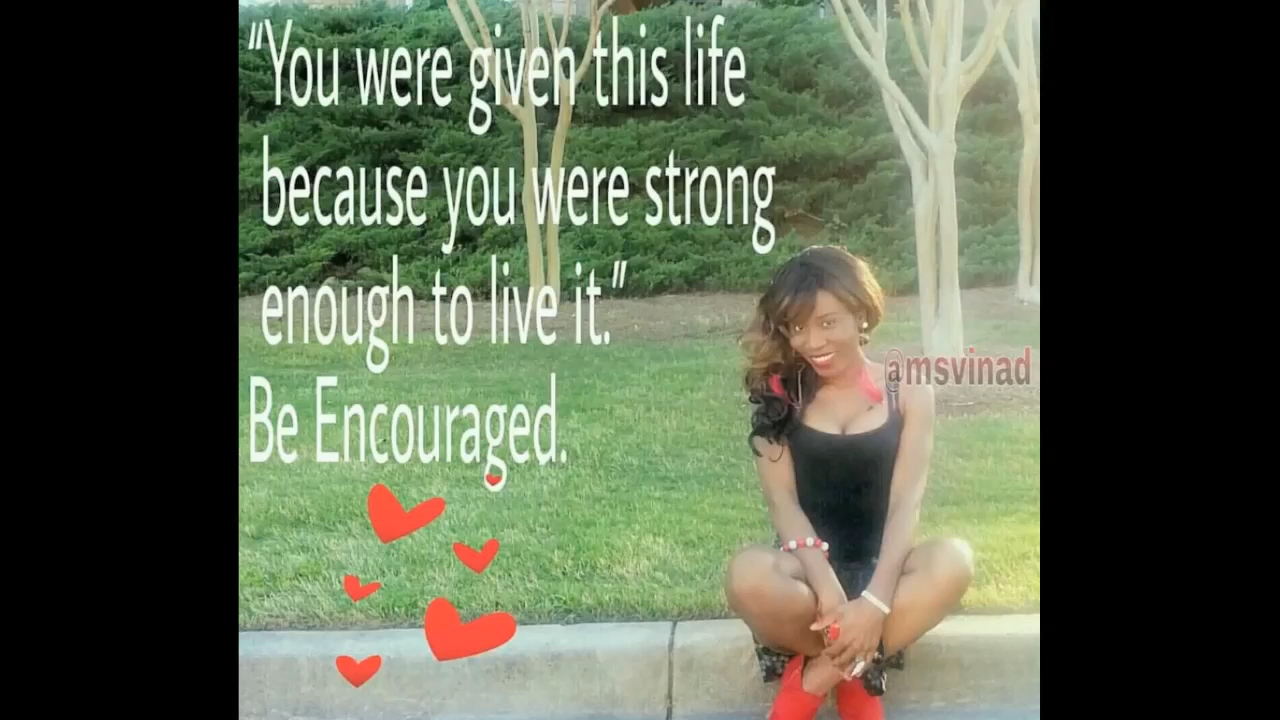 “You were given this life
because you were strong
enough to live it.”
Be Encouraged.
@msvinad